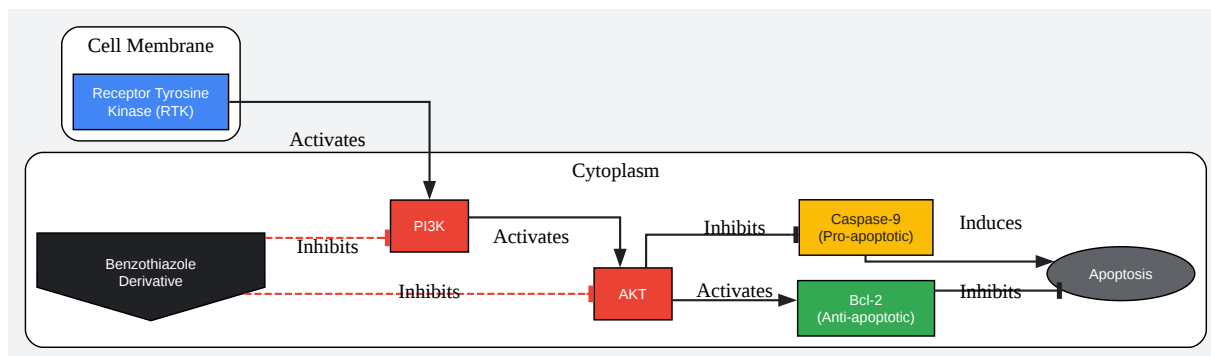 Cell Membrane
Receptor Tyrosine
Kinase (RTK)
Activates
Cytoplasm
PI3K
Activates
Inhibits
Caspase-9
(Pro-apoptotic)
Induces
Benzothiazole
Derivative
Inhibits
Inhibits
AKT
Activates
Bcl-2
(Anti-apoptotic)
Inhibits
Apoptosis